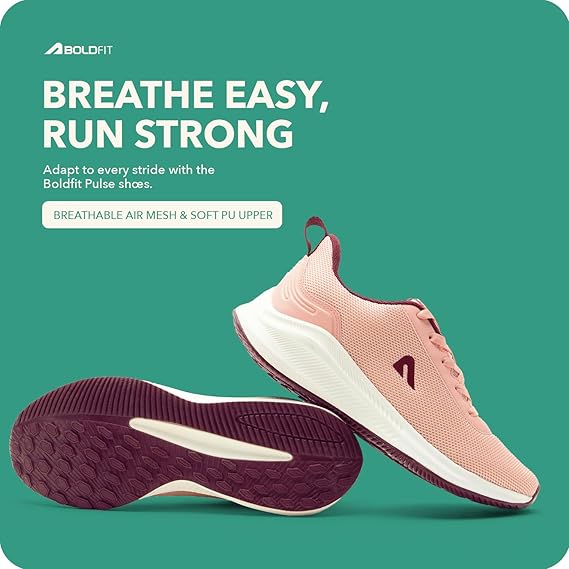 BOLDFIT
BREATHE EASY,
RUN STRONG
Adapt to every stride with the
Boldfit Pulse shoes.
BREATHABLE AIR MESH & SOFT PU UPPER